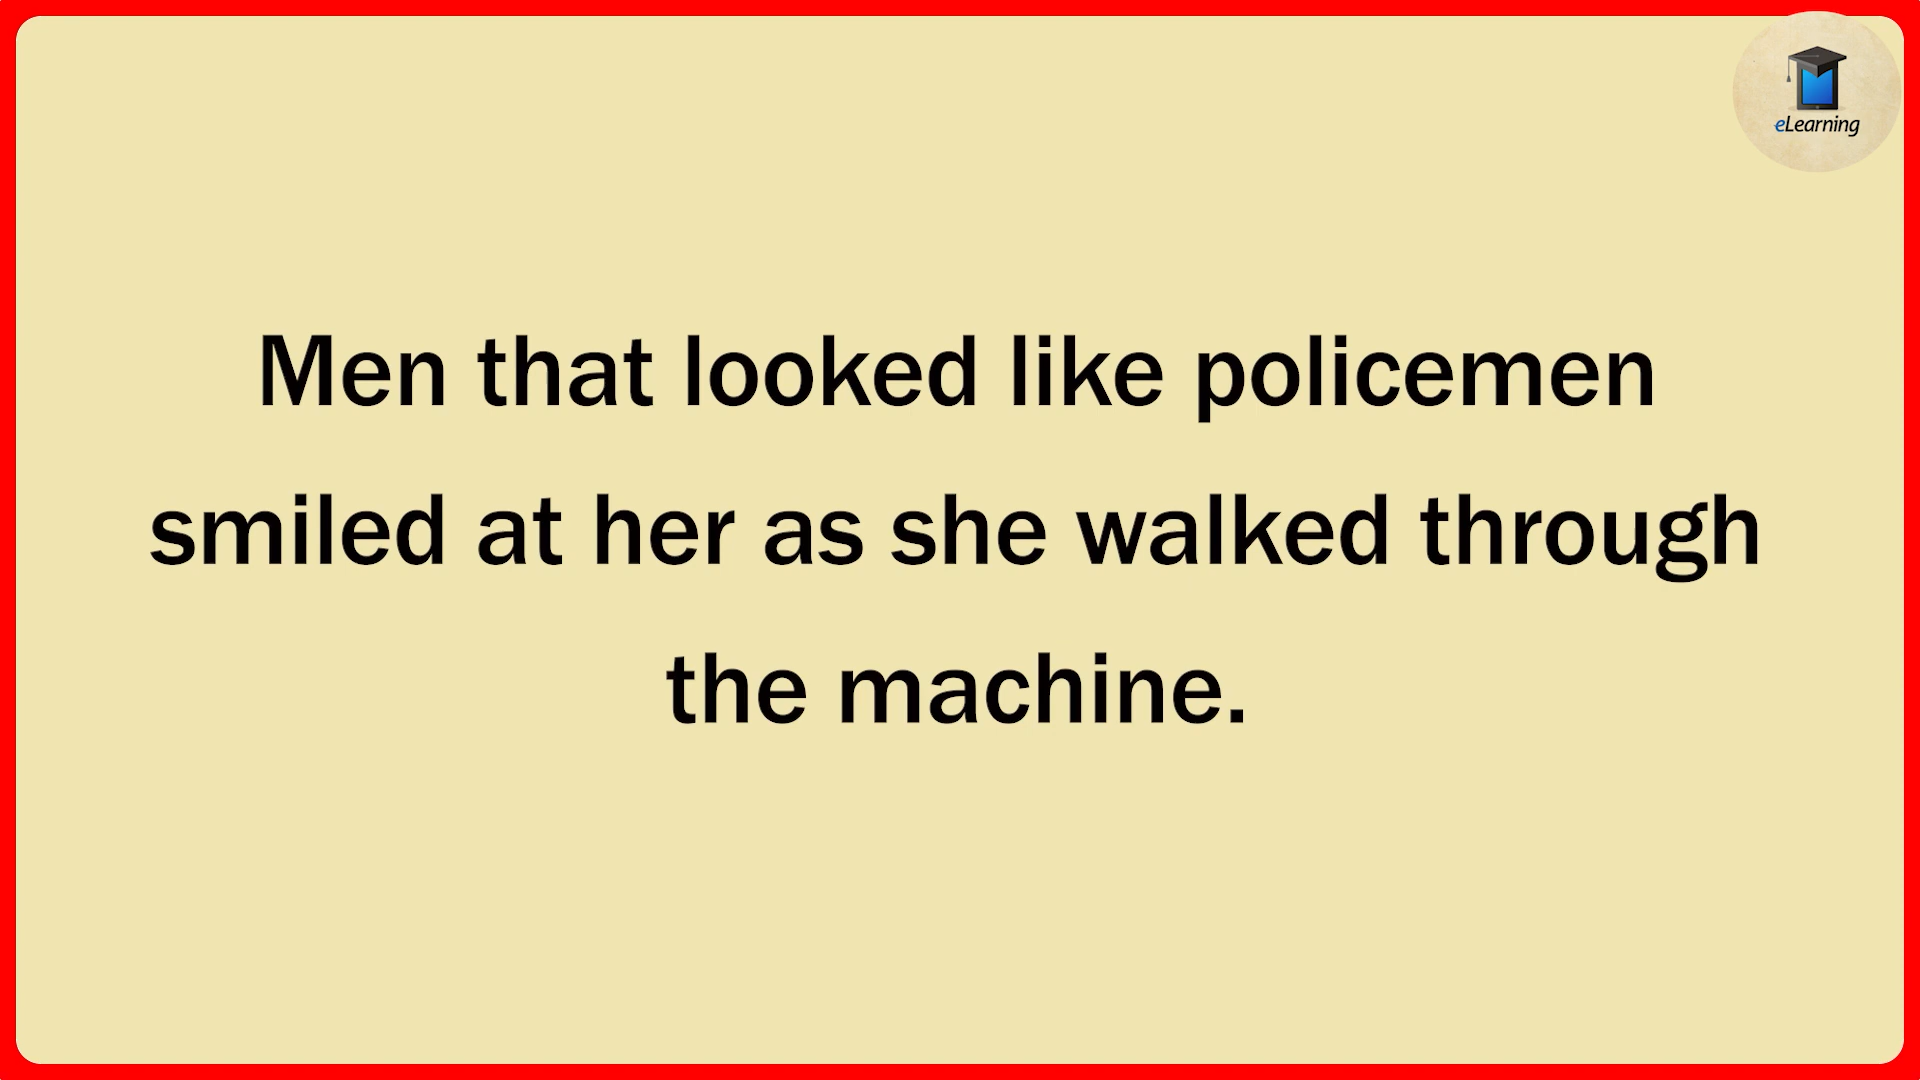 eLearning
Men that looked like policemen
smiled at her as she walked through
the machine.